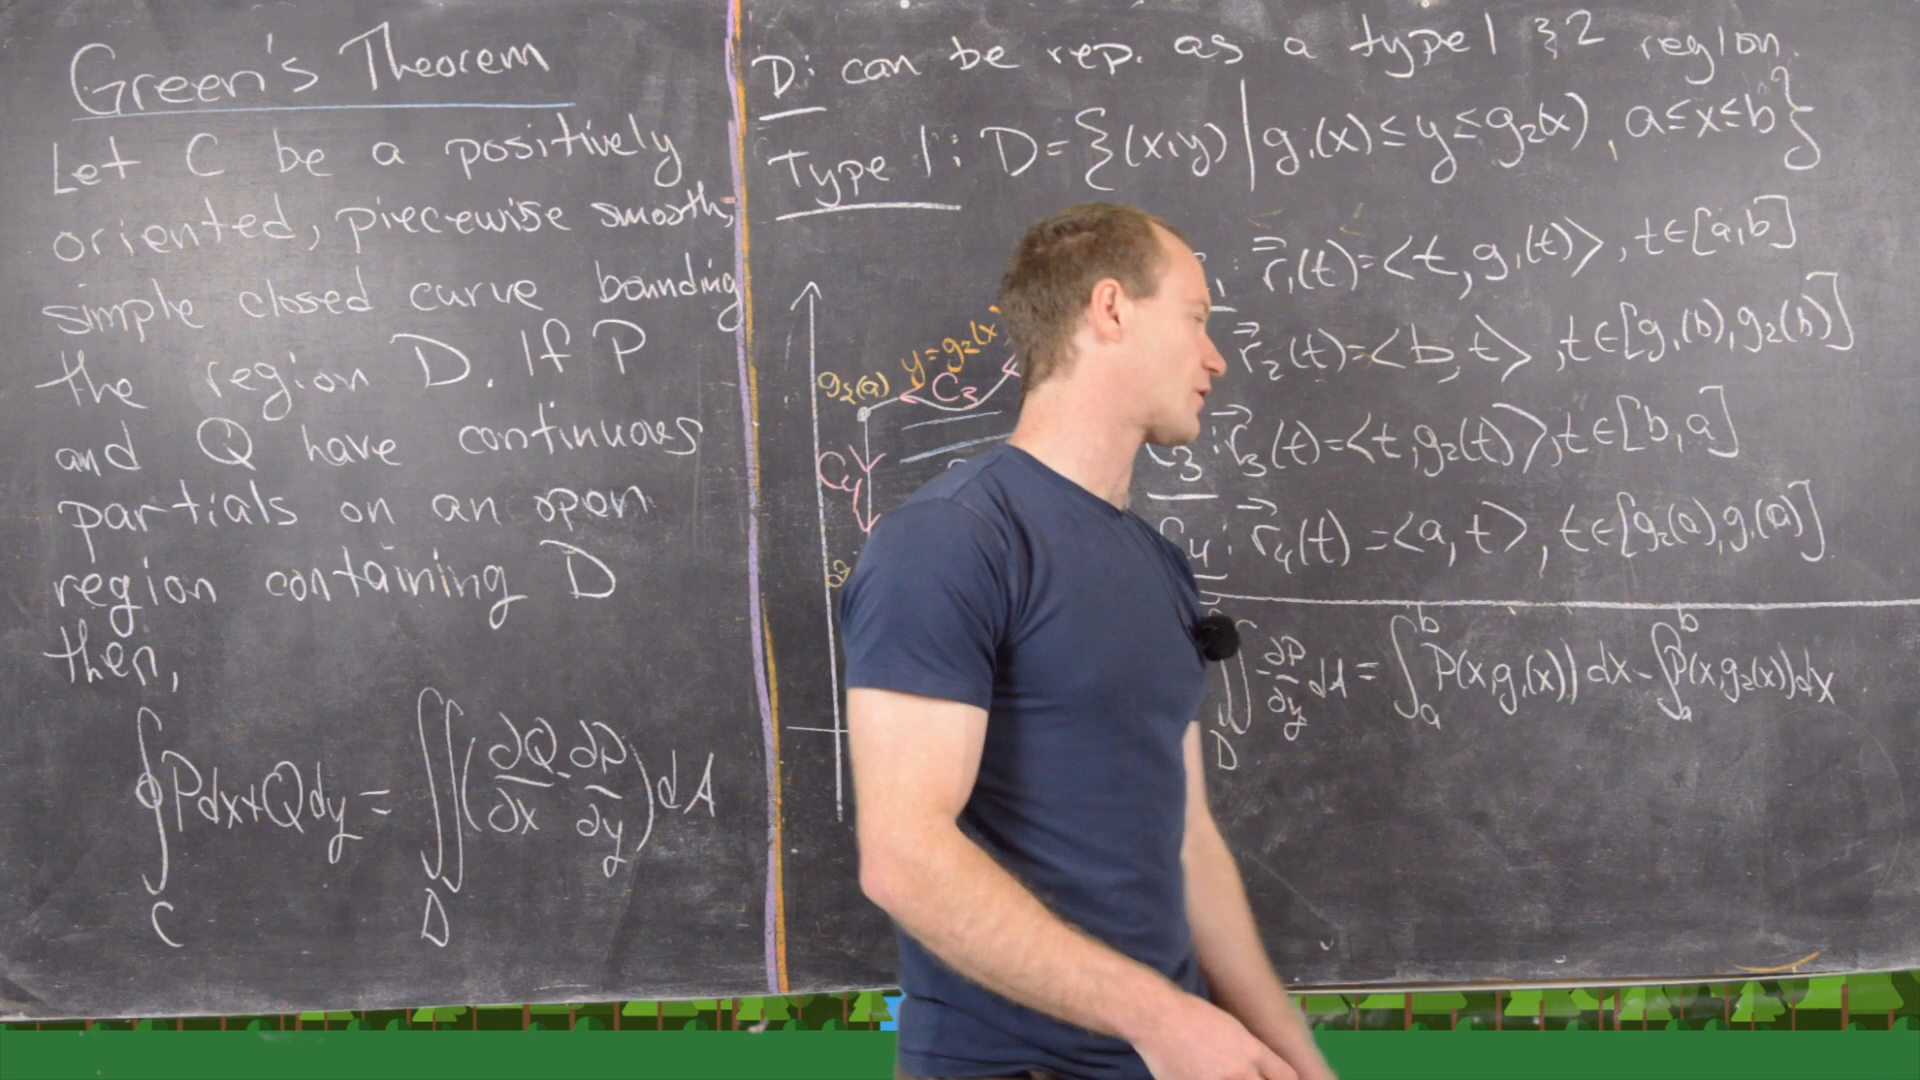 Green's Theorem
Let C be a positively
oriented, piecewise smooth,
simple closed curve bounding
the region D. If P
and Q have continuous
partials on an open
region containing D
then,
∮_C Pdx+Qdy = ∬_D (∂Q/∂x - ∂P/∂y) dA
D: can be rep. as a type 1 & 2 region.
Type 1: D={(x,y) | g₁(x)≤y≤g₂(x), a≤x≤b}
: r⃗₁(t)=<t, g₁(t)>, t∈[a,b]
r⃗₂(t)=<b, t>, t∈[g₁(b),g₂(b)]
C₃: r⃗₃(t)=<t,g₂(t)>, t∈[b,a]
C₄: r⃗₄(t)=<a, t>, t∈[g₂(a),g₁(a)]
y=g₂(x
g₂(a)
C₃
C₄
∬_D ∂P/∂y dA = ∫_a^b P(x,g₁(x)) dx - ∫_a^b P(x,g₂(x)) dx